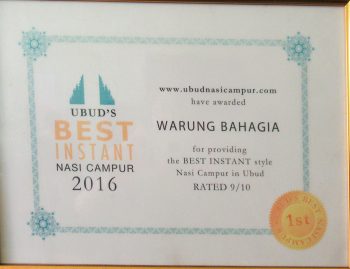 UBUD'S
BEST
INSTANT
NASI CAMPUR
2016
www.ubudnasicampur.com
have awarded
WARUNG BAHAGIA
for providing
the BEST INSTANT style
Nasi Campur in Ubud
RATED 9/10
1st